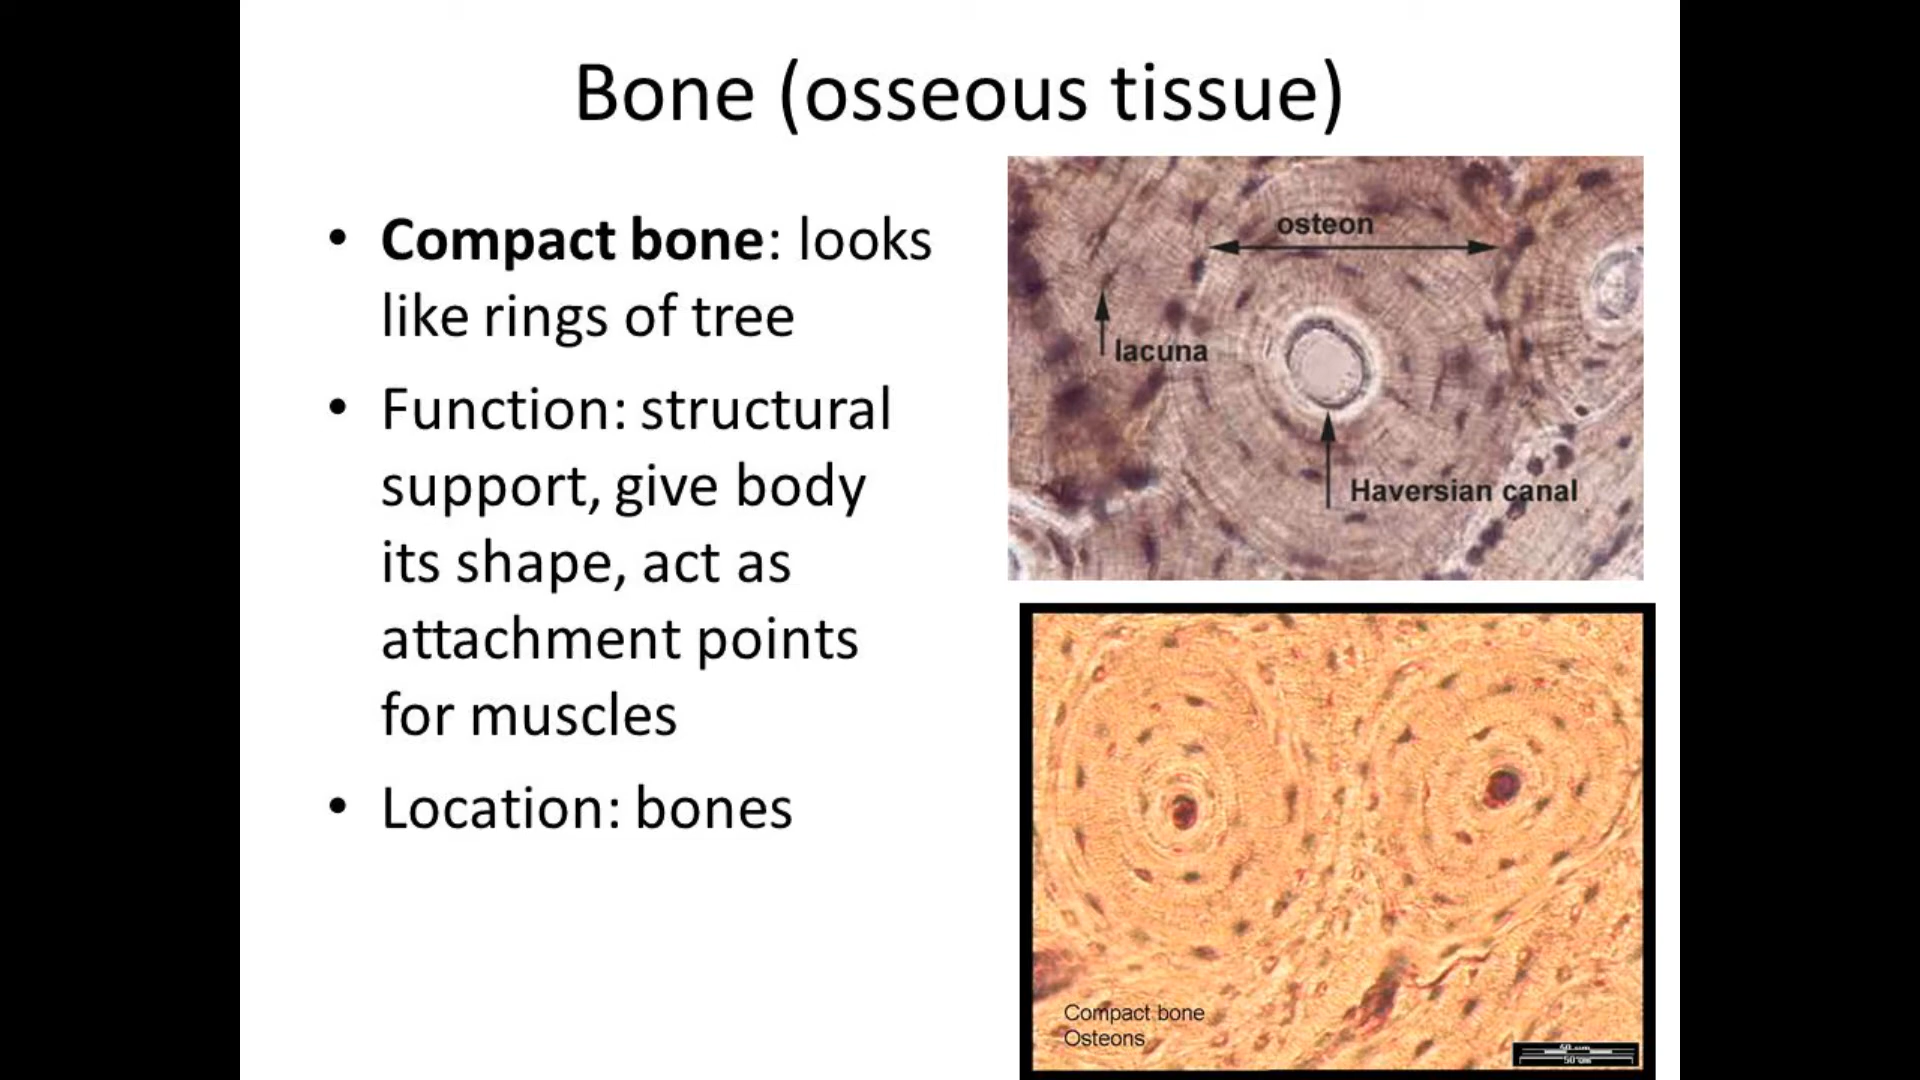 Bone (osseous tissue)
• Compact bone: looks
like rings of tree
• Function: structural
support, give body
its shape, act as
attachment points
for muscles
• Location: bones
osteon
lacuna
Haversian canal
Compact bone
Osteons